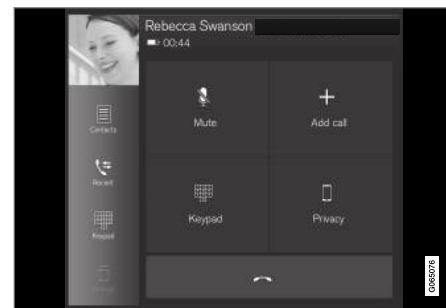 Rebecca Swanson
00:44
Contacts
Mute
Add call
Recent
Keypad
Keypad
Privacy
G065076